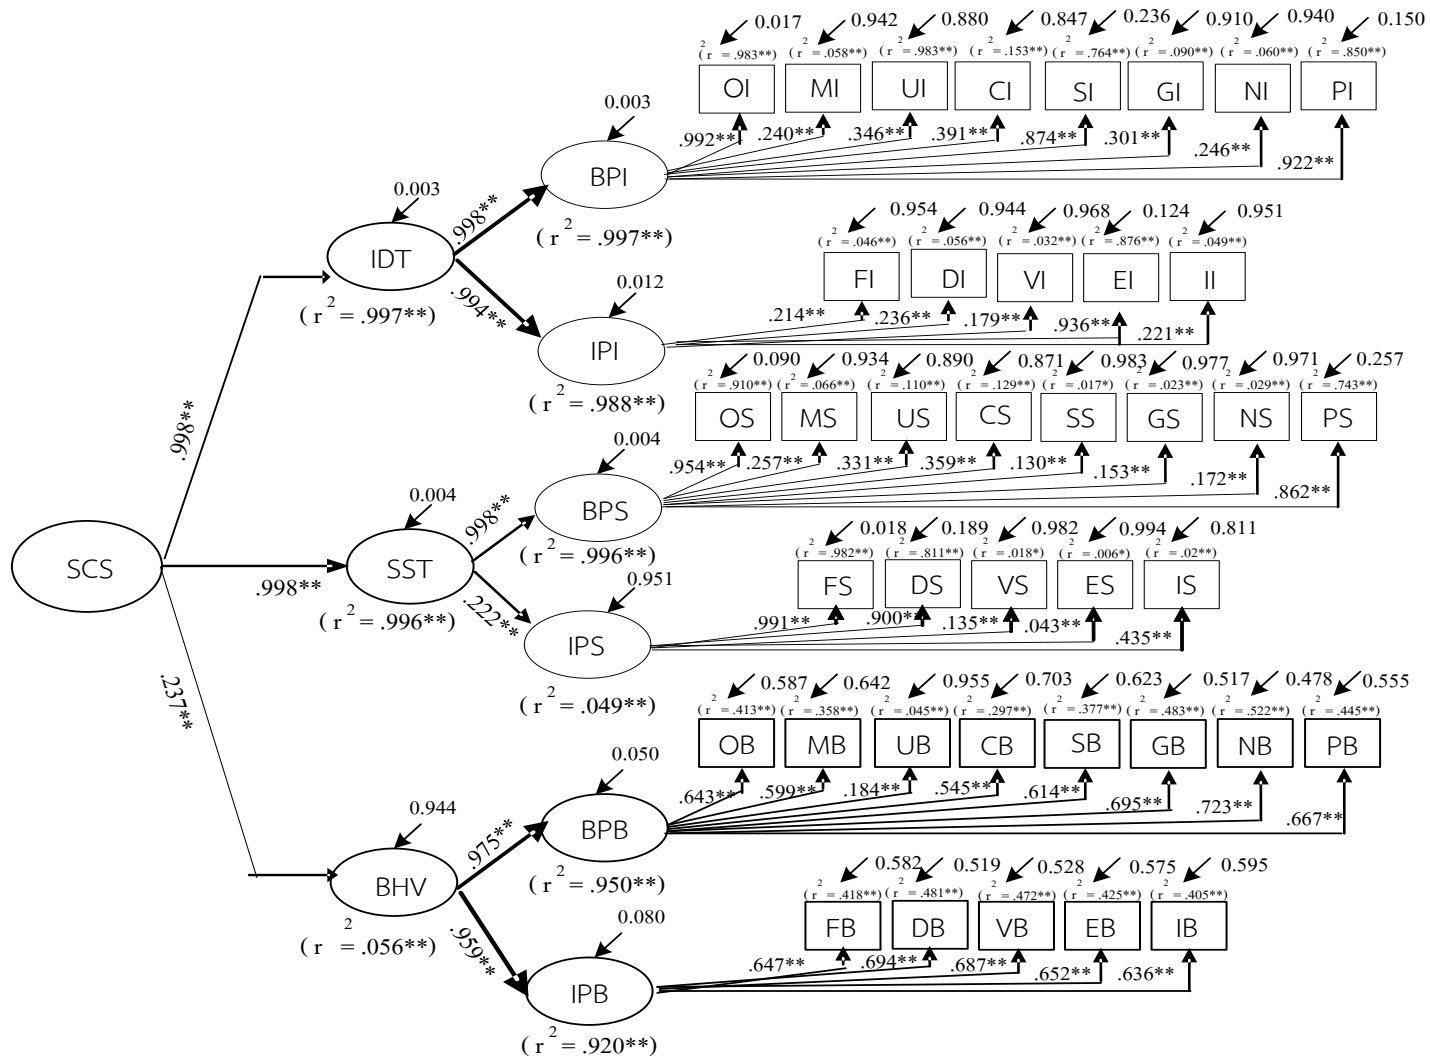 0.017 0.942 0.880 0.847 0.236 0.910 0.940 0.150
(r2 = .983**) (r2 = .058**) (r2 = .983**) (r2 = .153**) (r2 = .764**) (r2 = .090**) (r2 = .060**) (r2 = .850**)
OI MI UI CI SI GI NI PI
.992** .240** .346** .391** .874** .301** .246** .922**
0.003
BPI
(r2 = .997**)
0.003
IDT
(r2 = .997**)
.998**
.994**
0.954 0.944 0.968 0.124 0.951
(r2 = .046**) (r2 = .056**) (r2 = .032**) (r2 = .876**) (r2 = .049**)
FI DI VI EI II
.214** .236** .179** .936** .221**
0.012
IPI
(r2 = .988**)
.998**
0.090 0.934 0.890 0.871 0.983 0.977 0.971 0.257
(r2 = .910**) (r2 = .066**) (r2 = .110**) (r2 = .129**) (r2 = .017*) (r2 = .023**) (r2 = .029**) (r2 = .743**)
OS MS US CS SS GS NS PS
.954** .257** .331** .359** .130** .153** .172** .862**
0.004
BPS
(r2 = .996**)
0.004
SCS
.998**
SST
(r2 = .996**)
.998**
.222**
0.018 0.189 0.982 0.994 0.811
(r2 = .982**) (r2 = .811**) (r2 = .018*) (r2 = .006*) (r2 = .02**)
FS DS VS ES IS
.991** .900** .135** .043** .435**
0.951
IPS
(r2 = .049**)
.237**
0.587 0.642 0.955 0.703 0.623 0.517 0.478 0.555
(r2 = .413**) (r2 = .358**) (r2 = .045**) (r2 = .297**) (r2 = .377**) (r2 = .483**) (r2 = .522**) (r2 = .445**)
OB MB UB CB SB GB NB PB
.643** .599** .184** .545** .614** .695** .723** .667**
0.050
BPB
(r2 = .950**)
0.944
BHV
(r2 = .056**)
.975**
.959**
0.582 0.519 0.528 0.575 0.595
(r2 = .418**) (r2 = .481**) (r2 = .472**) (r2 = .425**) (r2 = .405**)
FB DB VB EB IB
.647** .694** .687** .652** .636**
0.080
IPB
(r2 = .920**)